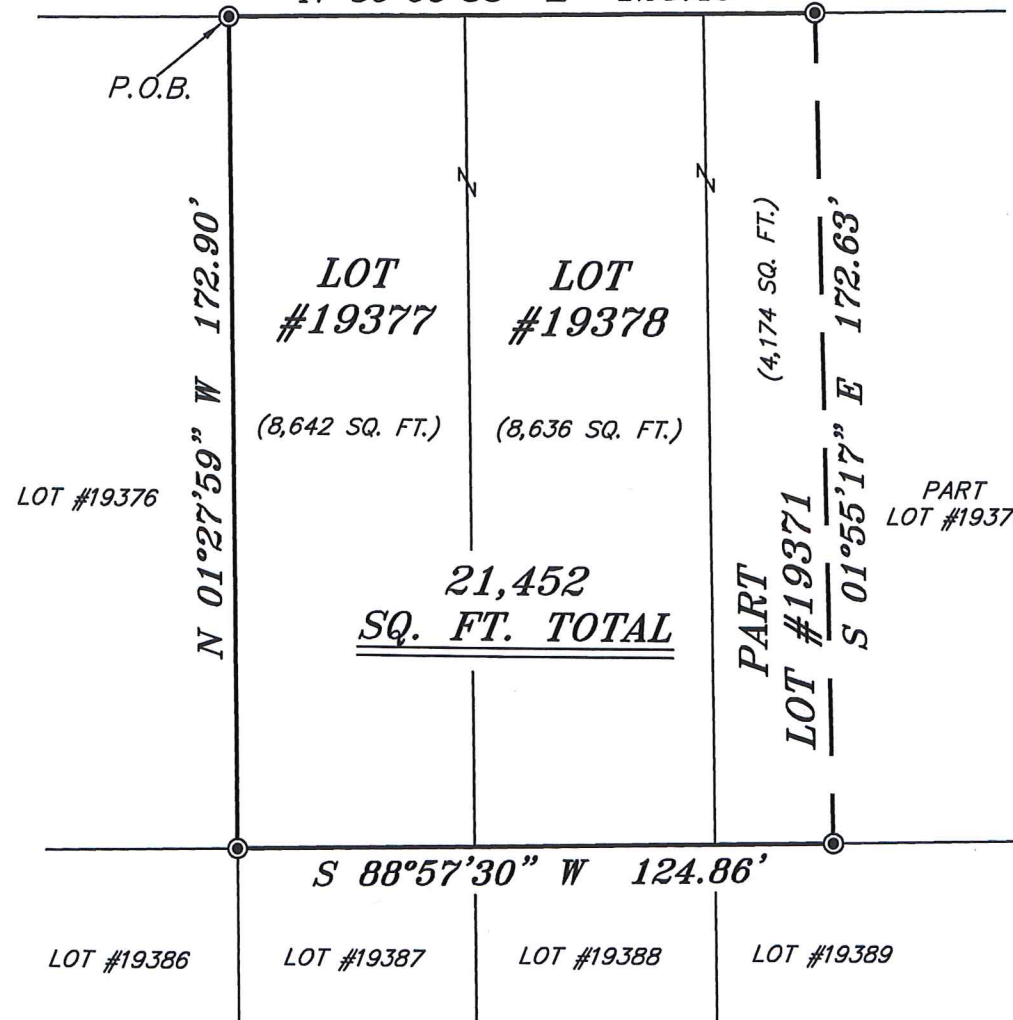 P.O.B.
N 01°27'59" W 172.90'
LOT
#19377
(8,642 SQ. FT.)
LOT
#19378
(8,636 SQ. FT.)
(4,174 SQ. FT.)
PART
LOT #19371
S 01°55'17" E 172.63'
LOT #19376
PART
LOT #1937
21,452
SQ. FT. TOTAL
S 88°57'30" W 124.86'
LOT #19386
LOT #19387
LOT #19388
LOT #19389